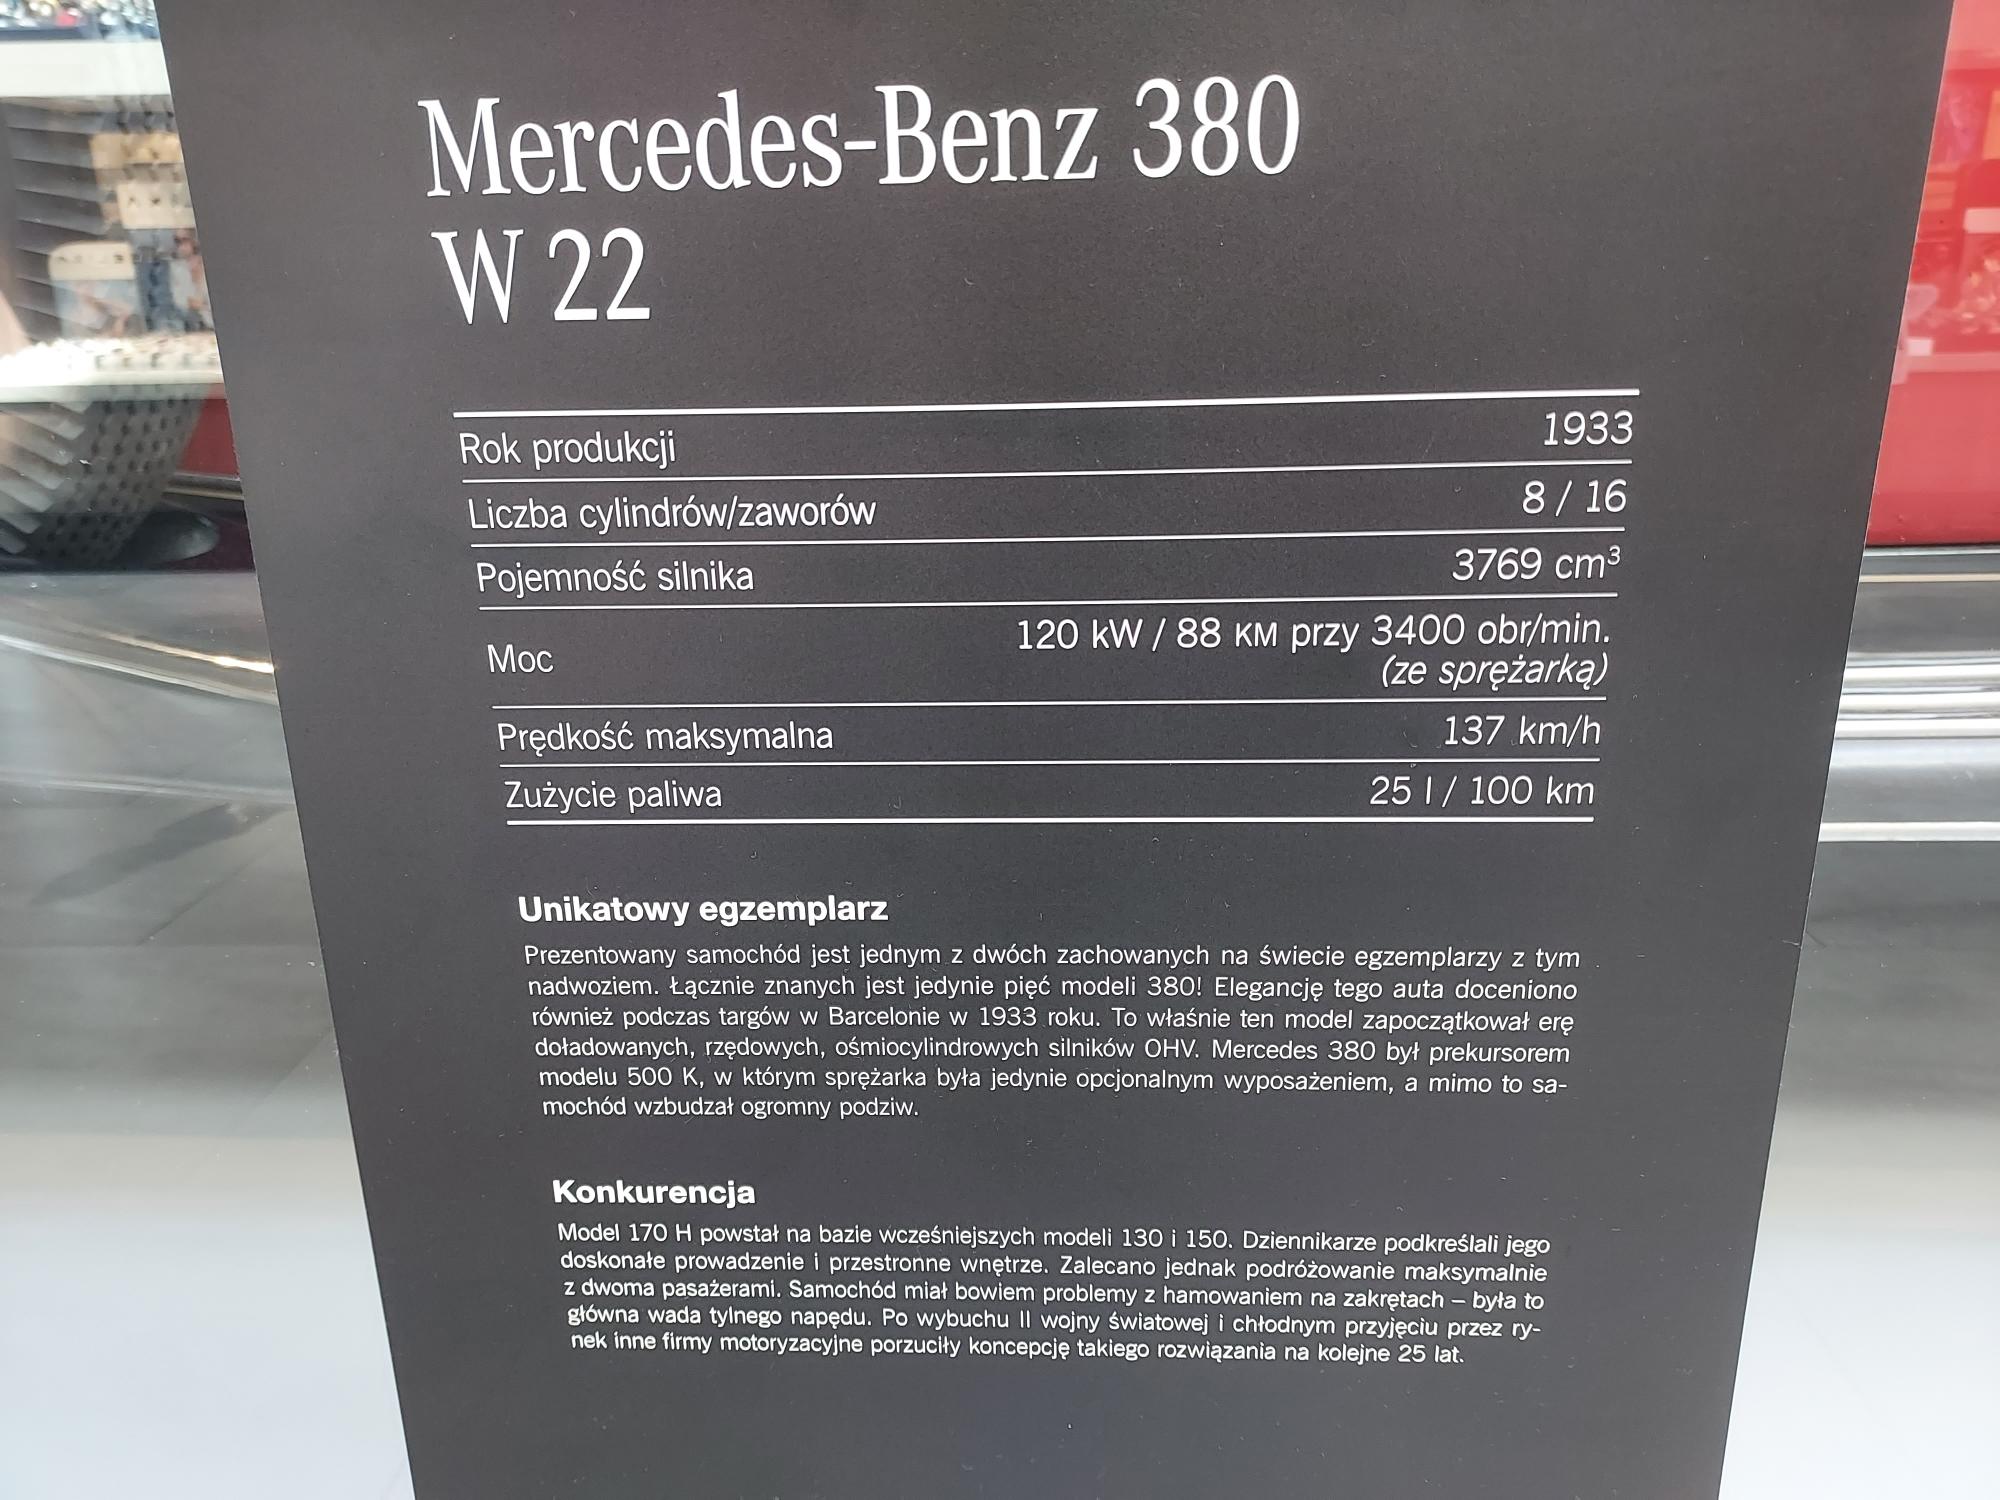 Mercedes-Benz 380
W 22
Rok produkcji 1933
Liczba cylindrów/zaworów 8 / 16
Pojemność silnika 3769 cm³
Moc 120 kW / 88 KM przy 3400 obr/min.
(ze sprężarką)
Prędkość maksymalna 137 km/h
Zużycie paliwa 25 l / 100 km
Unikatowy egzemplarz
Prezentowany samochód jest jednym z dwóch zachowanych na świecie egzemplarzy z tym
nadwoziem. Łącznie znanych jest jedynie pięć modeli 380! Elegancję tego auta doceniono
również podczas targów w Barcelonie w 1933 roku. To właśnie ten model zapoczątkował erę
doładowanych, rzędowych, ośmiocylindrowych silników OHV. Mercedes 380 był prekursorem
modelu 500 K, w którym sprężarka była jedynie opcjonalnym wyposażeniem, a mimo to sa-
mochód wzbudzał ogromny podziw.
Konkurencja
Model 170 H powstał na bazie wcześniejszych modeli 130 i 150. Dziennikarze podkreślali jego
doskonałe prowadzenie i przestronne wnętrze. Zalecano jednak podróżowanie maksymalnie
z dwoma pasażerami. Samochód miał bowiem problemy z hamowaniem na zakrętach – była to
główna wada tylnego napędu. Po wybuchu II wojny światowej i chłodnym przyjęciu przez ry-
nek inne firmy motoryzacyjne porzuciły koncepcję takiego rozwiązania na kolejne 25 lat.